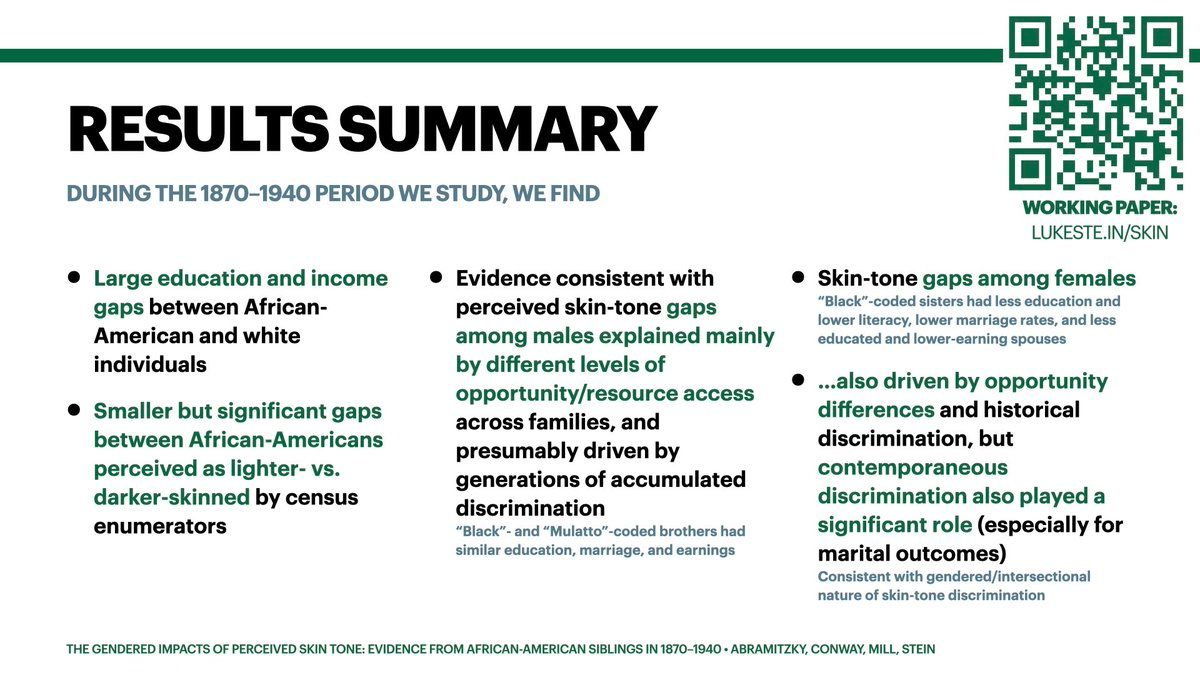 RESULTS SUMMARY
DURING THE 1870–1940 PERIOD WE STUDY, WE FIND
WORKING PAPER:
LUKESTE.IN/SKIN
● Large education and income
gaps between African-
American and white
individuals
● Smaller but significant gaps
between African-Americans
perceived as lighter- vs.
darker-skinned by census
enumerators
● Evidence consistent with
perceived skin-tone gaps
among males explained mainly
by different levels of
opportunity/resource access
across families, and
presumably driven by
generations of accumulated
discrimination
“Black”- and “Mulatto”-coded brothers had
similar education, marriage, and earnings
● Skin-tone gaps among females
“Black”-coded sisters had less education and
lower literacy, lower marriage rates, and less
educated and lower-earning spouses
● …also driven by opportunity
differences and historical
discrimination, but
contemporaneous
discrimination also played a
significant role (especially for
marital outcomes)
Consistent with gendered/intersectional
nature of skin-tone discrimination
THE GENDERED IMPACTS OF PERCEIVED SKIN TONE: EVIDENCE FROM AFRICAN-AMERICAN SIBLINGS IN 1870–1940 • ABRAMITZKY, CONWAY, MILL, STEIN